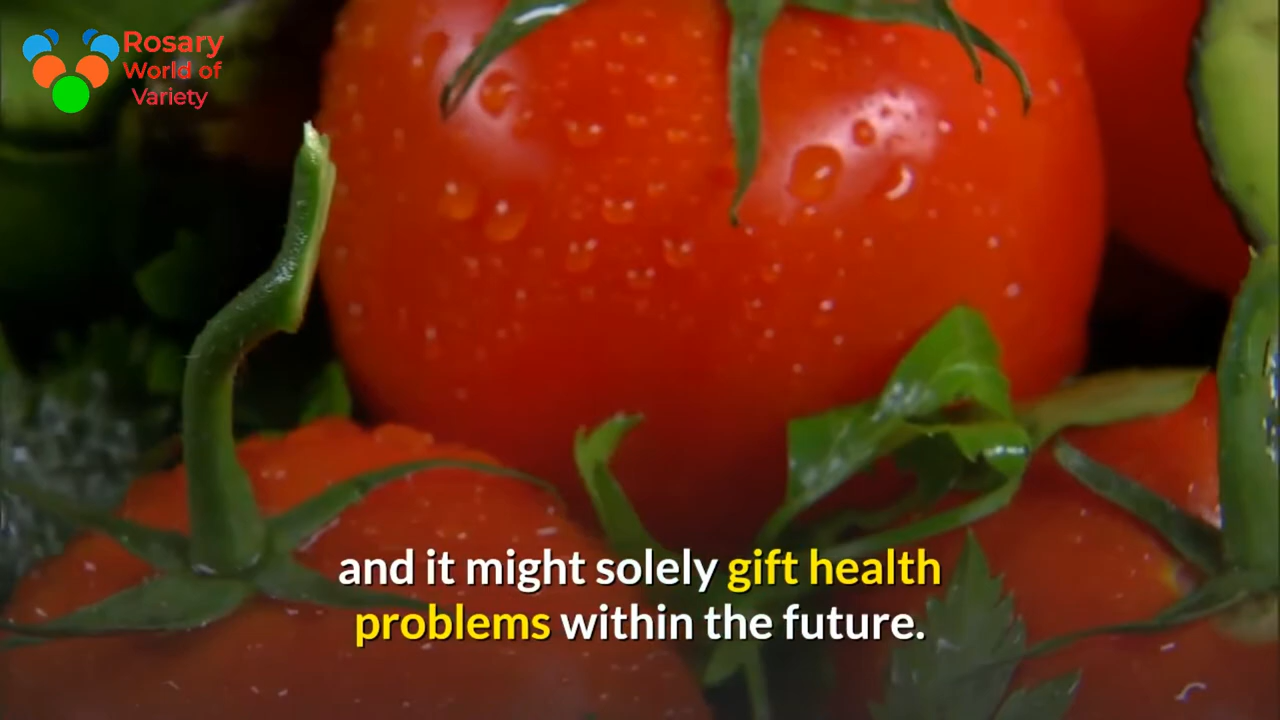 Rosary
World of
Variety
and it might solely gift health
problems within the future.